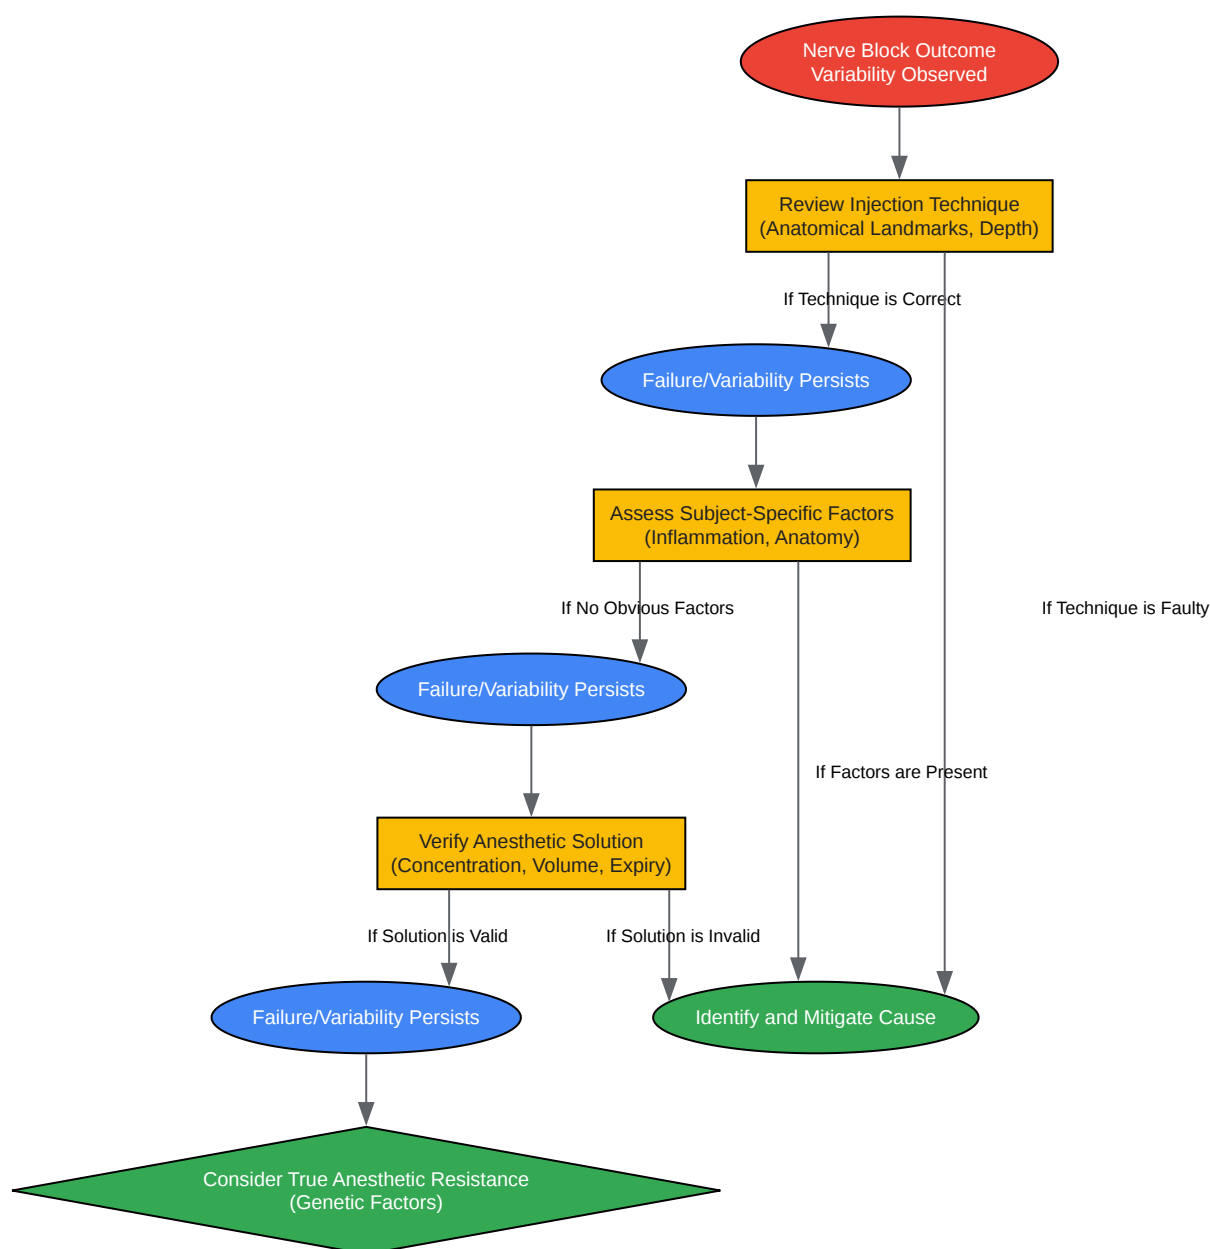 Nerve Block Outcome
Variability Observed
Review Injection Technique
(Anatomical Landmarks, Depth)
If Technique is Correct
Failure/Variability Persists
Assess Subject-Specific Factors
(Inflammation, Anatomy)
If No Obvious Factors
If Technique is Faulty
Failure/Variability Persists
If Factors are Present
Verify Anesthetic Solution
(Concentration, Volume, Expiry)
If Solution is Valid
If Solution is Invalid
Failure/Variability Persists
Identify and Mitigate Cause
Consider True Anesthetic Resistance
(Genetic Factors)